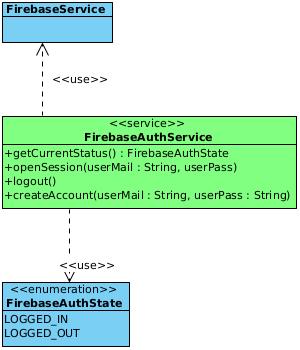 FirebaseService
<<use>>
<<service>>
FirebaseAuthService
+getCurrentStatus() : FirebaseAuthState
+openSession(userMail : String, userPass)
+logout()
+createAccount(userMail : String, userPass : String)
<<use>>
<<enumeration>>
FirebaseAuthState
LOGGED_IN
LOGGED_OUT